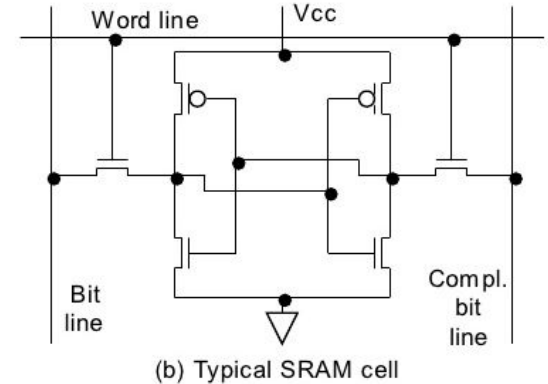 Word line
Vcc
Bit
line
Compl.
bit
line
(b) Typical SRAM cell